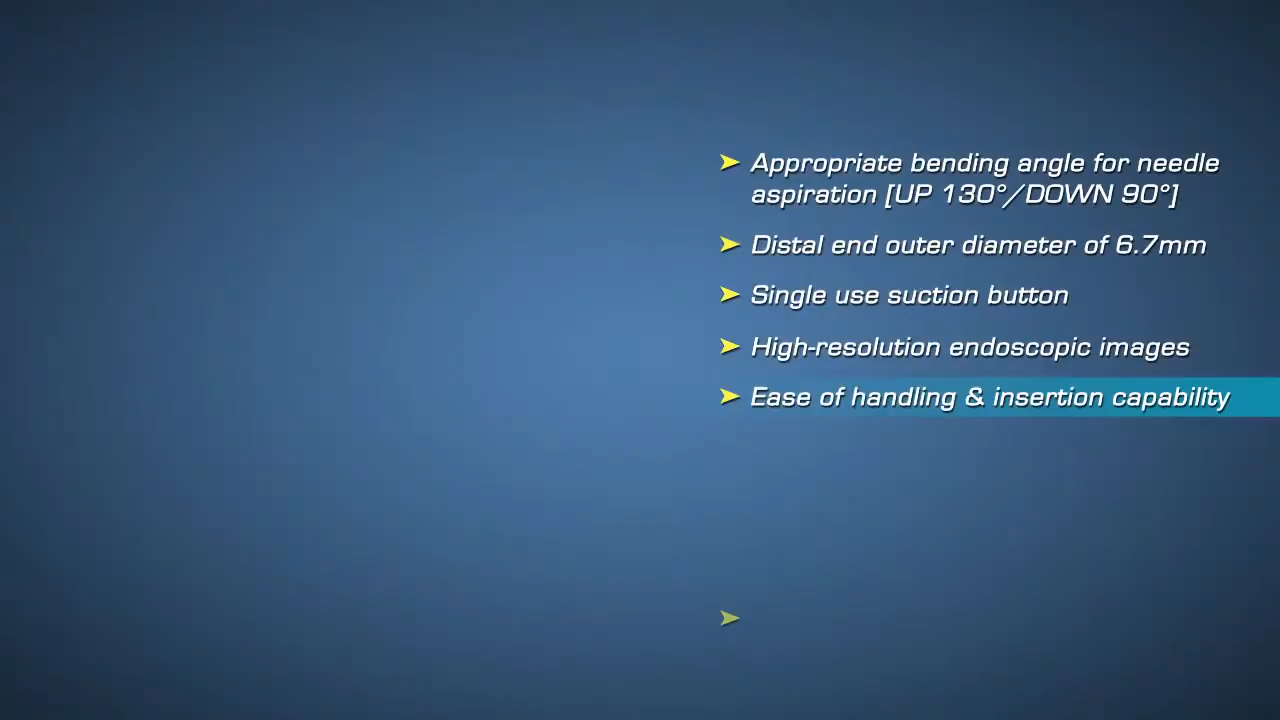 Appropriate bending angle for needle
aspiration [UP 130°/DOWN 90°]
Distal end outer diameter of 6.7mm
Single use suction button
High-resolution endoscopic images
Ease of handling & insertion capability